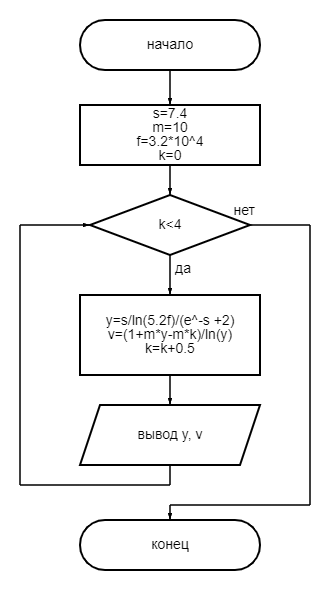 начало
s=7.4
m=10
f=3.2*10^4
k=0
k<4
нет
да
y=s/ln(5.2f)/(e^-s +2)
v=(1+m*y-m*k)/ln(y)
k=k+0.5
вывод y, v
конец